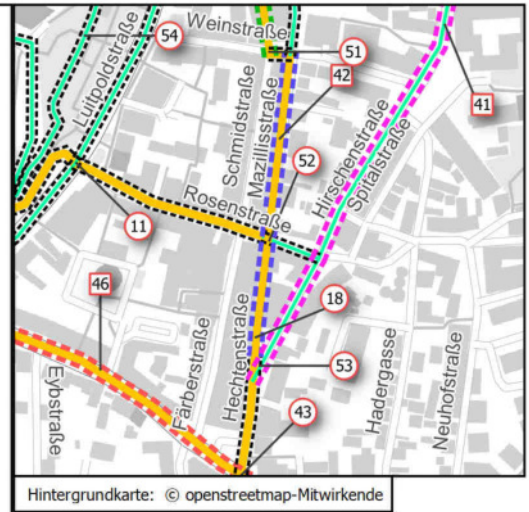 54
Luitpoldstraße
Weinstraße
51
42
41
Schmidstraße
Mazillisstraße
Hirschenstraße
Spitalstraße
52
Rosenstraße
11
46
18
Hechtenstraße
53
Färberstraße
Eybstraße
43
Hadergasse
Neuhofstraße
Hintergrundkarte: © openstreetmap-Mitwirkende